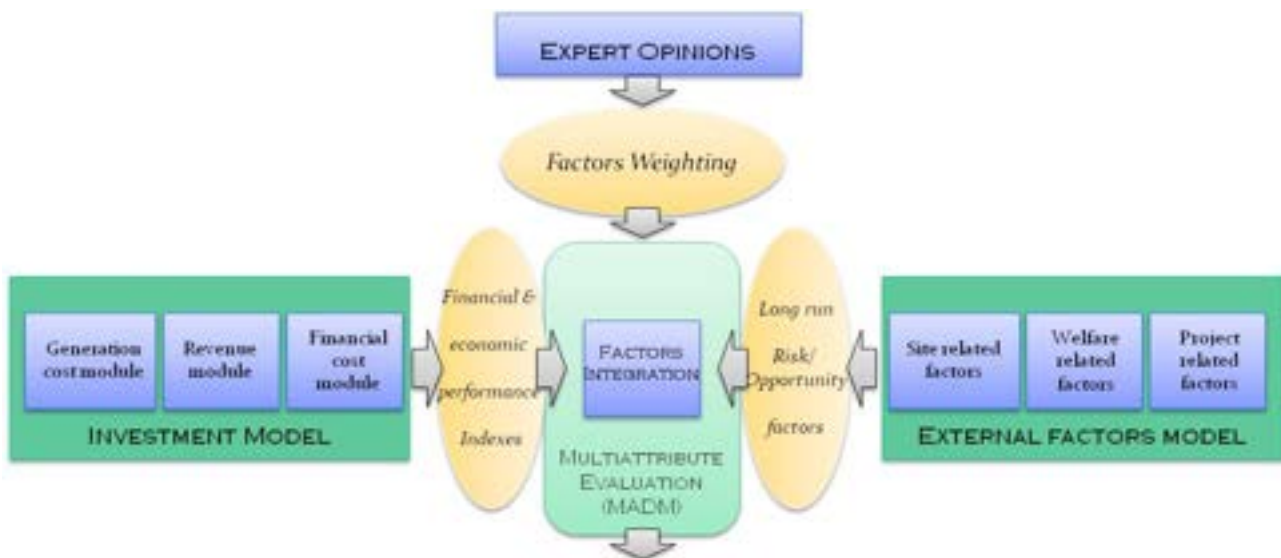 EXPERT OPINIONS
Factors Weighting
Financial &
economic
performance
Indexes
Long run
Risk/
Opportunity
factors
Generation
cost module
Revenue
module
Financial
cost
module
INVESTMENT MODEL
FACTORS
INTEGRATION
MULTIATTRIBUTE
EVALUATION
(MADM)
Site related
factors
Welfare
related
factors
Project
related
factors
EXTERNAL FACTORS MODEL